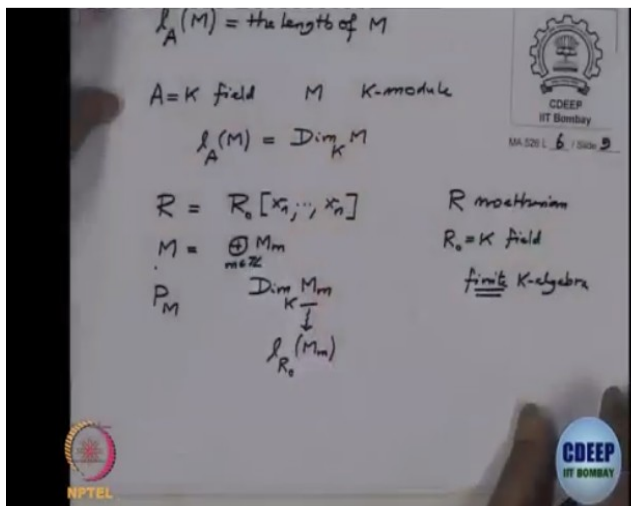 l_A (M) = the length of M
A = K field M K-module
l_A (M) = Dim_K M
R = R_0 [x_1, ..., x_n] R noetherian
M = ⊕_{m∈ℤ} M_m R_0 = K field
P_M Dim_K M_m finite K-algebra
↓
l_{R_0} (M_m)
CDEEP
IIT Bombay
MA 526 L 6 / Slide 9
NPTEL
CDEEP
IIT BOMBAY